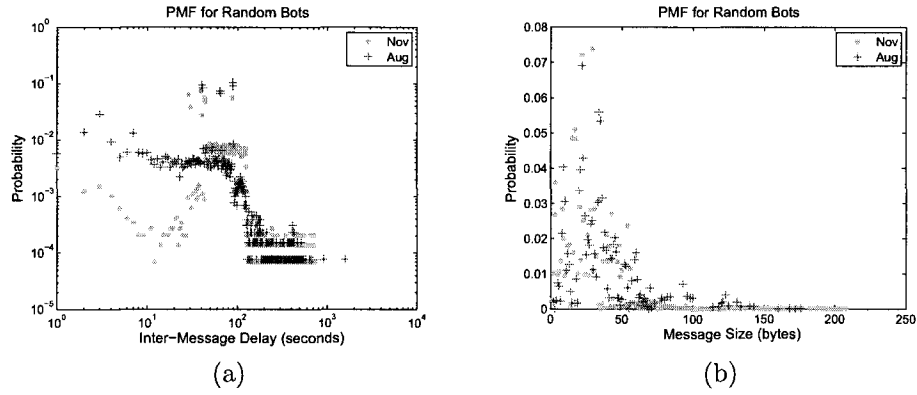 PMF for Random Bots
10^0
10^-1
10^-2
10^-3
10^-4
10^-5
Probability
Nov
Aug
10^0 10^1 10^2 10^3 10^4
Inter-Message Delay (seconds)
(a)
PMF for Random Bots
0.08
0.07
0.06
0.05
0.04
0.03
0.02
0.01
0
Probability
Nov
Aug
0 50 100 150 200 250
Message Size (bytes)
(b)